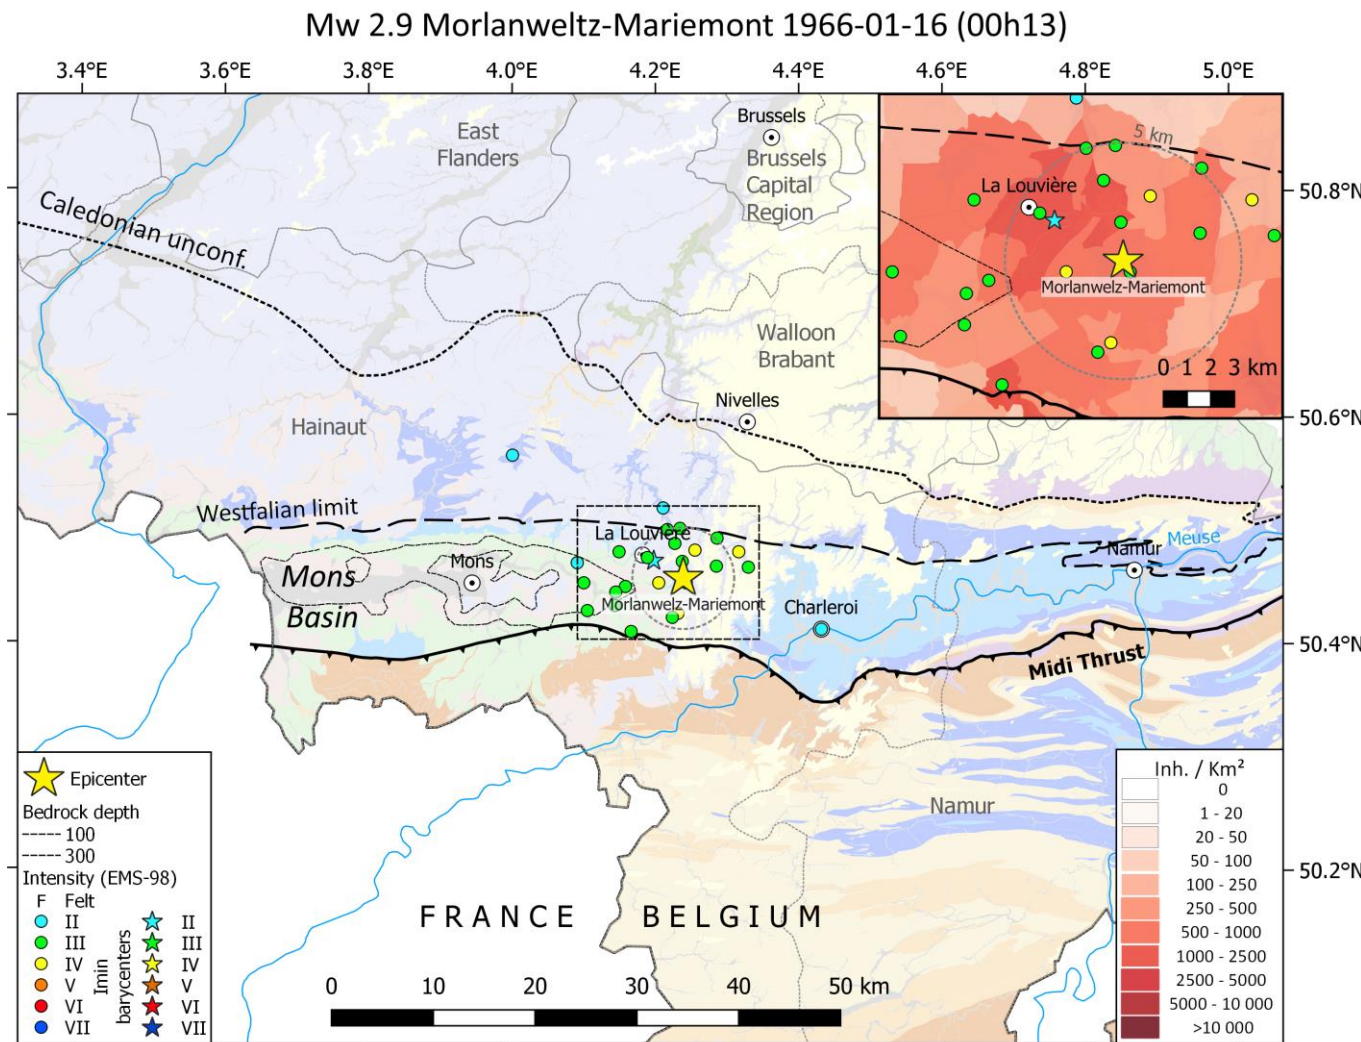 Mw 2.9 Morlanweltz-Mariemont 1966-01-16 (00h13)
3.4°E 3.6°E 3.8°E 4.0°E 4.2°E 4.4°E 4.6°E 4.8°E 5.0°E
50.8°N
50.6°N
50.4°N
50.2°N
East
Flanders
Brussels
Brussels
Capital
Region
Caledonian unconf.
Walloon
Brabant
Nivelles
Hainaut
Westfalian limit
La Louvière
Mons
Mons
Basin
Morlanwelz-Mariemont
Charleroi
Namur
Meuse
Midi Thrust
Namur
FRANCE
BELGIUM
0 10 20 30 40 50 km
5 km
La Louvière
Morlanwelz-Mariemont
0 1 2 3 km
Epicenter
Bedrock depth
100
300
Intensity (EMS-98)
F Felt
II II
III III
IV IV
V V
VI VI
VII VII
Imin
barycenters
Inh. / Km²
0
1 - 20
20 - 50
50 - 100
100 - 250
250 - 500
500 - 1000
1000 - 2500
2500 - 5000
5000 - 10 000
>10 000